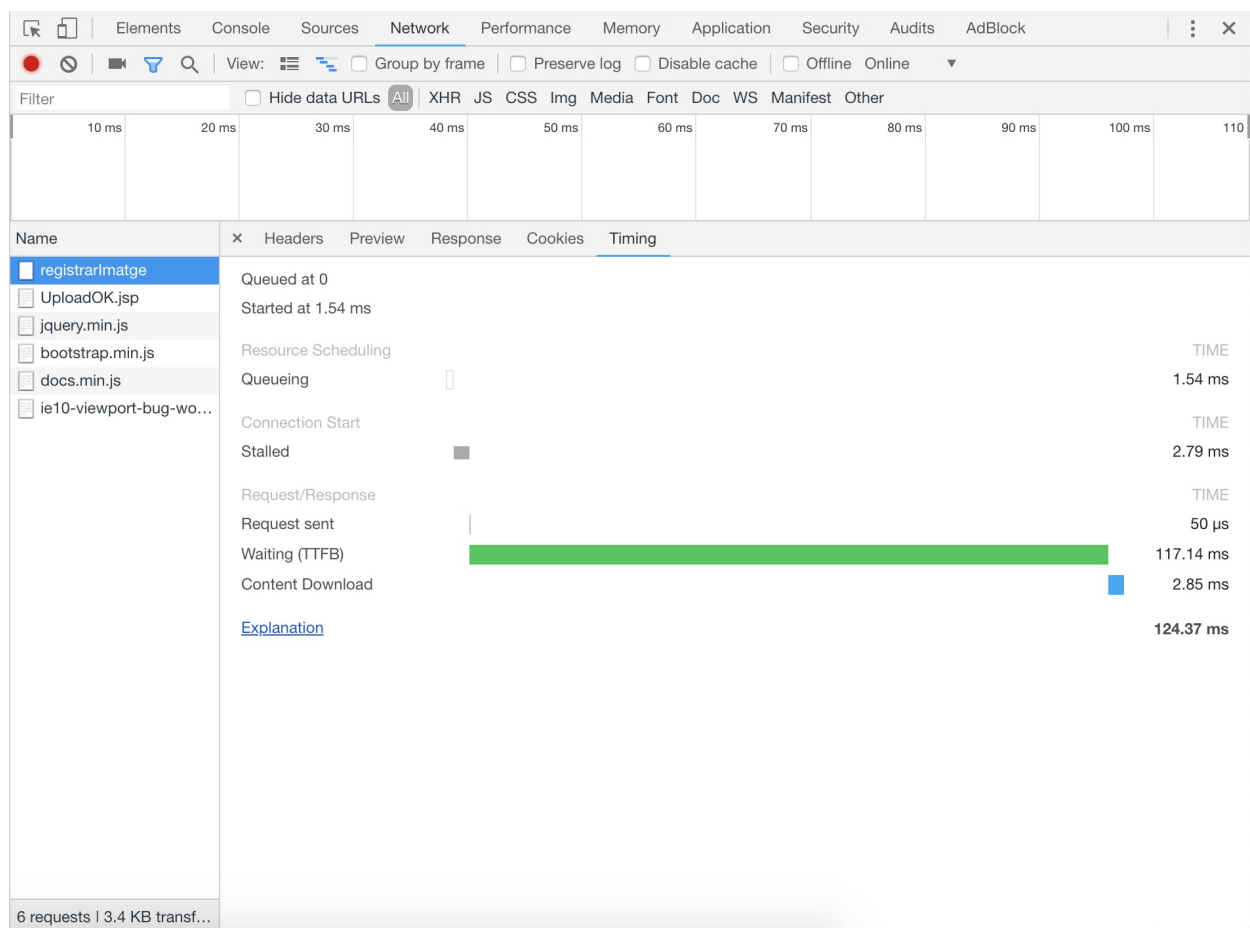 Elements Console Sources Network Performance Memory Application Security Audits AdBlock
View: Group by frame Preserve log Disable cache Offline Online
Filter Hide data URLs All XHR JS CSS Img Media Font Doc WS Manifest Other
10 ms 20 ms 30 ms 40 ms 50 ms 60 ms 70 ms 80 ms 90 ms 100 ms 110
Name
registrarImatge
UploadOK.jsp
jquery.min.js
bootstrap.min.js
docs.min.js
ie10-viewport-bug-wo...
6 requests | 3.4 KB transf...
Headers Preview Response Cookies Timing
Queued at 0
Started at 1.54 ms
Resource Scheduling TIME
Queueing 1.54 ms
Connection Start TIME
Stalled 2.79 ms
Request/Response TIME
Request sent 50 µs
Waiting (TTFB) 117.14 ms
Content Download 2.85 ms
Explanation 124.37 ms